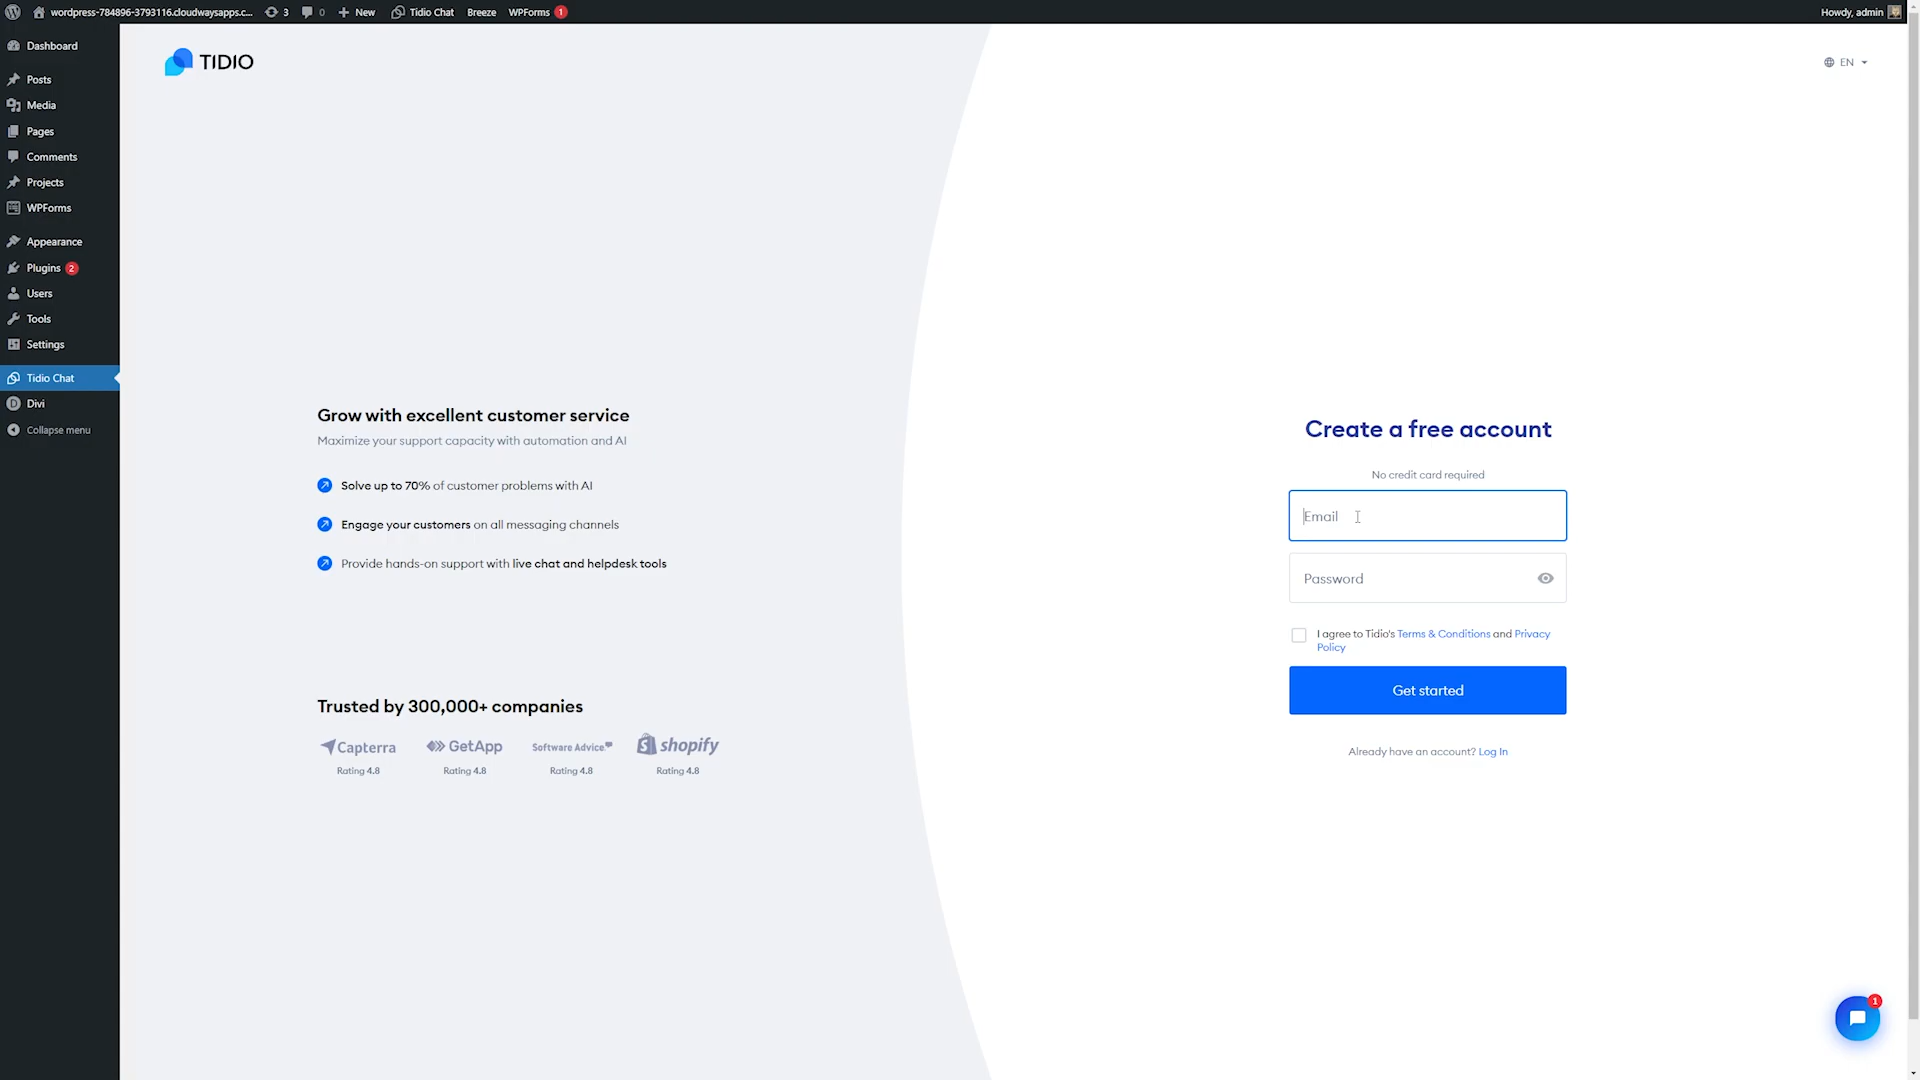 wordpress-784896-3793116.cloudwaysapps.c...
3
0
New
Tidio Chat
Breeze
WPForms
1
Howdy, admin
Dashboard
Posts
Media
Pages
Comments
Projects
WPForms
Appearance
Plugins 2
Users
Tools
Settings
Tidio Chat
Divi
Collapse menu
TIDIO
EN
Grow with excellent customer service
Maximize your support capacity with automation and AI
Solve up to 70% of customer problems with AI
Engage your customers on all messaging channels
Provide hands-on support with live chat and helpdesk tools
Trusted by 300,000+ companies
Capterra
Rating 4.8
GetApp
Rating 4.8
Software Advice
Rating 4.8
shopify
Rating 4.8
Create a free account
No credit card required
Email
Password
I agree to Tidio's Terms & Conditions and Privacy
Policy
Get started
Already have an account? Log In
1